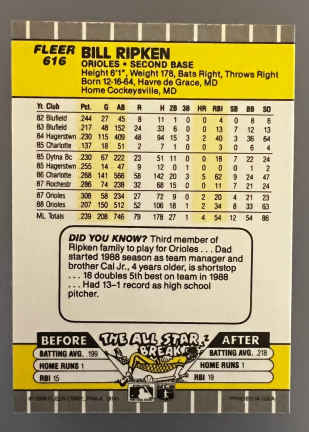 FLEER 616
BILL RIPKEN
ORIOLES • SECOND BASE
Height 6'1", Weight 178, Bats Right, Throws Right
Born 12-16-64, Havre de Grace, MD
Home Cockeysville, MD
Yr. Club Pct. G AB R H 2B 3B HR RBI SB BB SO
82 Blufield .244 27 45 8 11 1 0 0 4 0 8 6
83 Bluefield .217 48 152 24 33 6 0 0 13 7 12 13
84 Hagerstown .230 115 409 48 94 15 3 2 40 3 36 64
85 Charlotte .137 18 51 2 7 1 0 0 3 0 6 4
85 Dytna Bc .230 67 222 23 51 11 0 0 18 7 22 24
85 Hagerstown .255 14 47 9 12 0 1 0 0 0 1 2
86 Charlotte .268 141 566 58 142 20 3 5 62 9 24 47
87 Rochestr 286 74 238 32 68 15 0 0 11 7 21 24
87 Orioles .308 58 234 27 72 9 0 2 20 4 21 23
88 Orioles .207 150 512 52 106 18 1 2 34 8 33 63
ML Totals .239 208 746 79 178 27 1 4 54 12 54 86
DID YOU KNOW? Third member of
Ripken family to play for Orioles . . . Dad
started 1988 season as team manager and
brother Cal Jr., 4 years older, is shortstop
. . . 18 doubles 5th best on team in 1988
. . . Had 13-1 record as high school
pitcher.
BEFORE THE ALL STAR BREAK AFTER
BATTING AVG. .199 BATTING AVG. .218
HOME RUNS 1 HOME RUNS 1
RBI 15 RBI 19